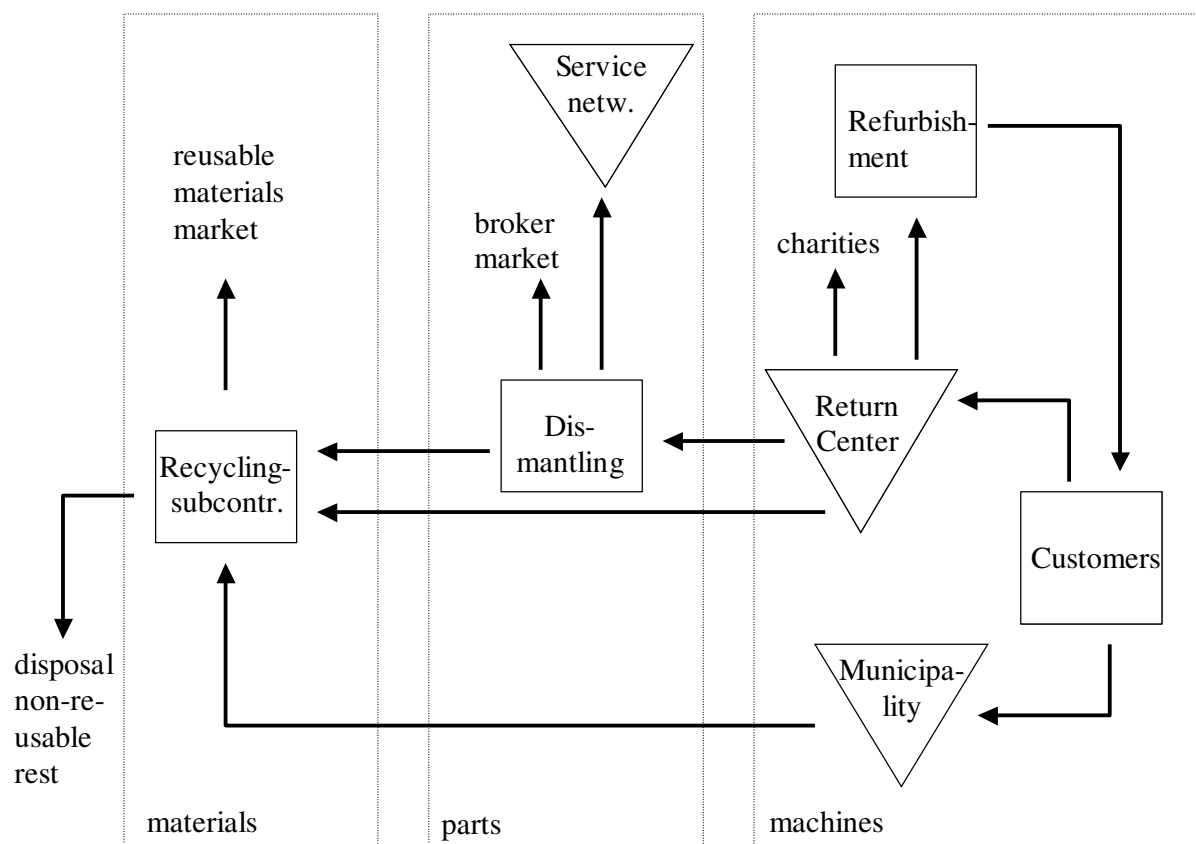 Service
netw.
Refurbish-
ment
reusable
materials
market
broker
market
charities
Return
Center
Dis-
mantling
Recycling-
subcontr.
Customers
disposal
non-re-
usable
rest
Municipa-
lity
materials
parts
machines